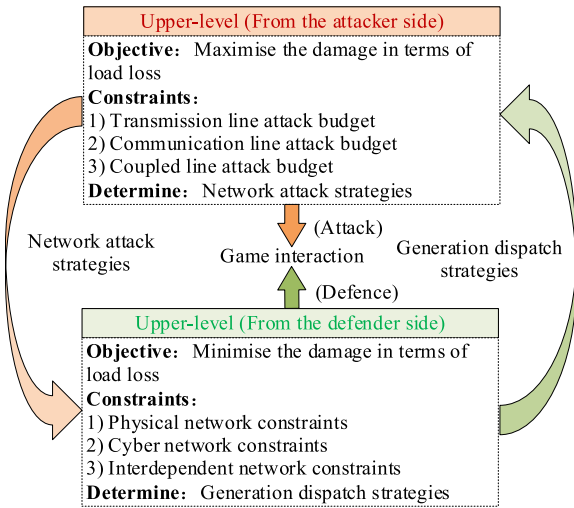 Upper-level (From the attacker side)
Objective：Maximise the damage in terms of
load loss
Constraints：
1) Transmission line attack budget
2) Communication line attack budget
3) Coupled line attack budget
Determine：Network attack strategies
(Attack)
Network attack
strategies
Game interaction
Generation dispatch
strategies
(Defence)
Upper-level (From the defender side)
Objective：Minimise the damage in terms of
load loss
Constraints：
1) Physical network constraints
2) Cyber network constraints
3) Interdependent network constraints
Determine：Generation dispatch strategies